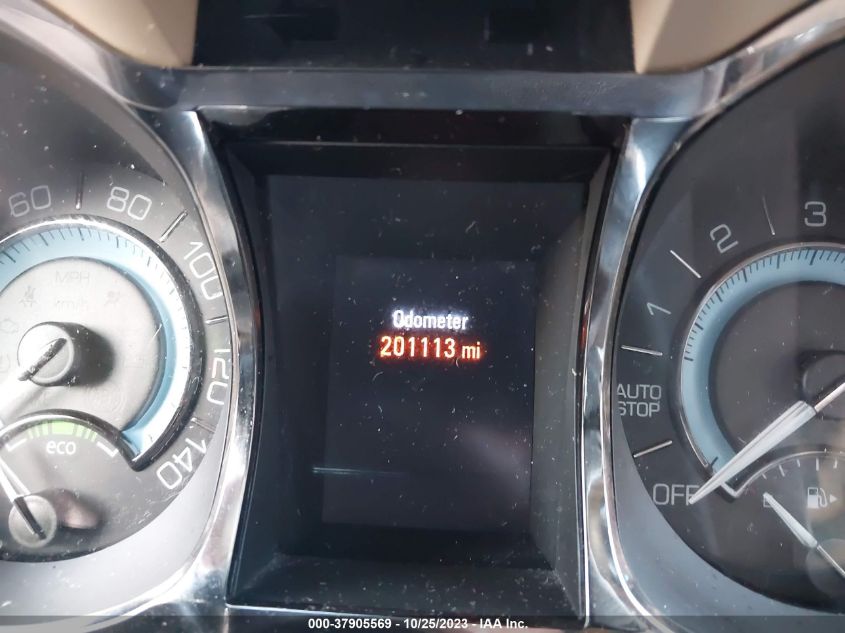 60
80
100
120
140
MPH
km/h
eco
Odometer
201113 mi
3
2
1
AUTO
STOP
OFF
000-37905569 - 10/25/2023 - IAA Inc.